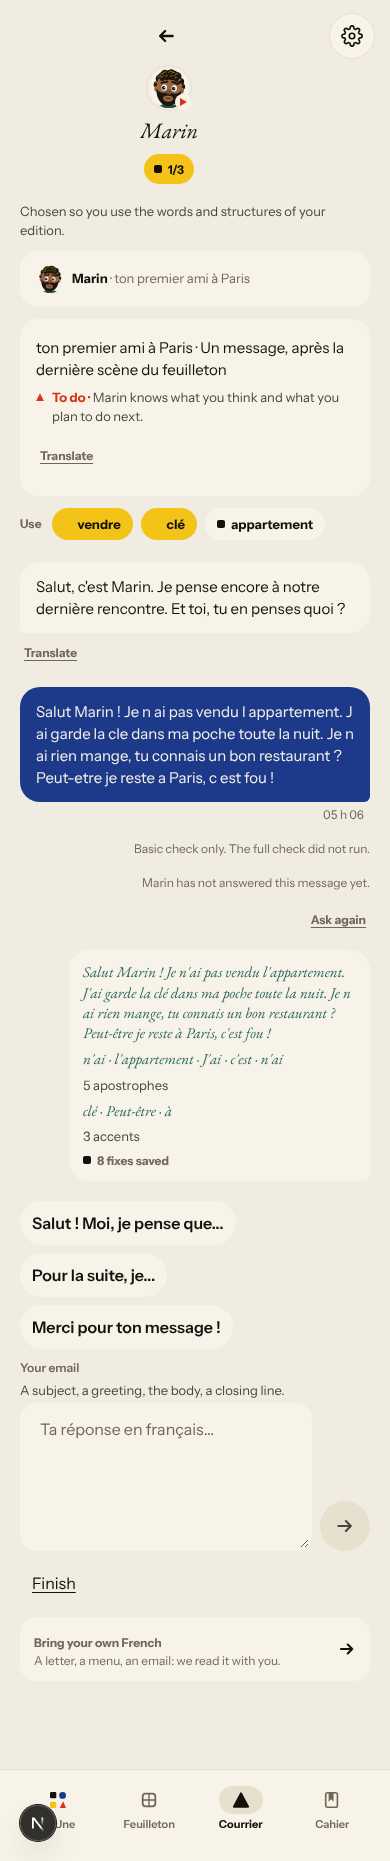 Marin
1/3
Chosen so you use the words and structures of your
edition.
Marin · ton premier ami à Paris
ton premier ami à Paris · Un message, après la
dernière scène du feuilleton
To do · Marin knows what you think and what you
plan to do next.
Translate
Use vendre clé appartement
Salut, c'est Marin. Je pense encore à notre
dernière rencontre. Et toi, tu en penses quoi ?
Translate
Salut Marin ! Je n ai pas vendu l appartement. J
ai garde la cle dans ma poche toute la nuit. Je n
ai rien mange, tu connais un bon restaurant ?
Peut-etre je reste a Paris, c est fou !
05 h 06
Basic check only. The full check did not run.
Marin has not answered this message yet.
Ask again
Salut Marin ! Je n'ai pas vendu l'appartement.
J'ai garde la clé dans ma poche toute la nuit. Je n
ai rien mange, tu connais un bon restaurant ?
Peut-être je reste à Paris, c'est fou !
n'ai · l'appartement · J'ai · c'est · n'ai
5 apostrophes
clé · Peut-être · à
3 accents
8 fixes saved
Salut ! Moi, je pense que...
Pour la suite, je...
Merci pour ton message !
Your email
A subject, a greeting, the body, a closing line.
Ta réponse en français...
Finish
Bring your own French
A letter, a menu, an email: we read it with you.
N Une Feuilleton Courrier Cahier